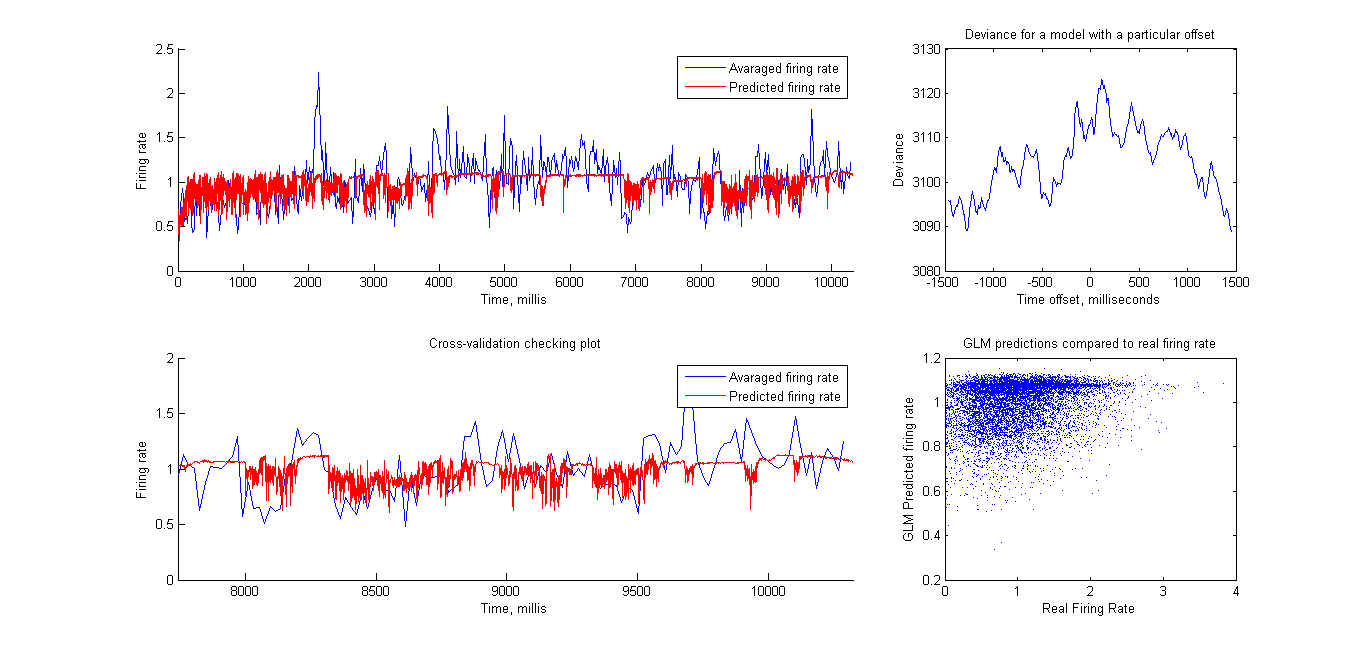 2.5
2
1.5
1
0.5
0
Firing rate
Avaraged firing rate
Predicted firing rate
0 1000 2000 3000 4000 5000 6000 7000 8000 9000 10000
Time, millis
Deviance for a model with a particular offset
3130
3120
3110
3100
3090
3080
Deviance
-1500 -1000 -500 0 500 1000 1500
Time offset, milliseconds
Cross-validation checking plot
2
1.5
1
0.5
0
Firing rate
Avaraged firing rate
Predicted firing rate
8000 8500 9000 9500 10000
Time, millis
GLM predictions compared to real firing rate
1.2
1
0.8
0.6
0.4
0.2
GLM Predicted firing rate
0 1 2 3 4
Real Firing Rate